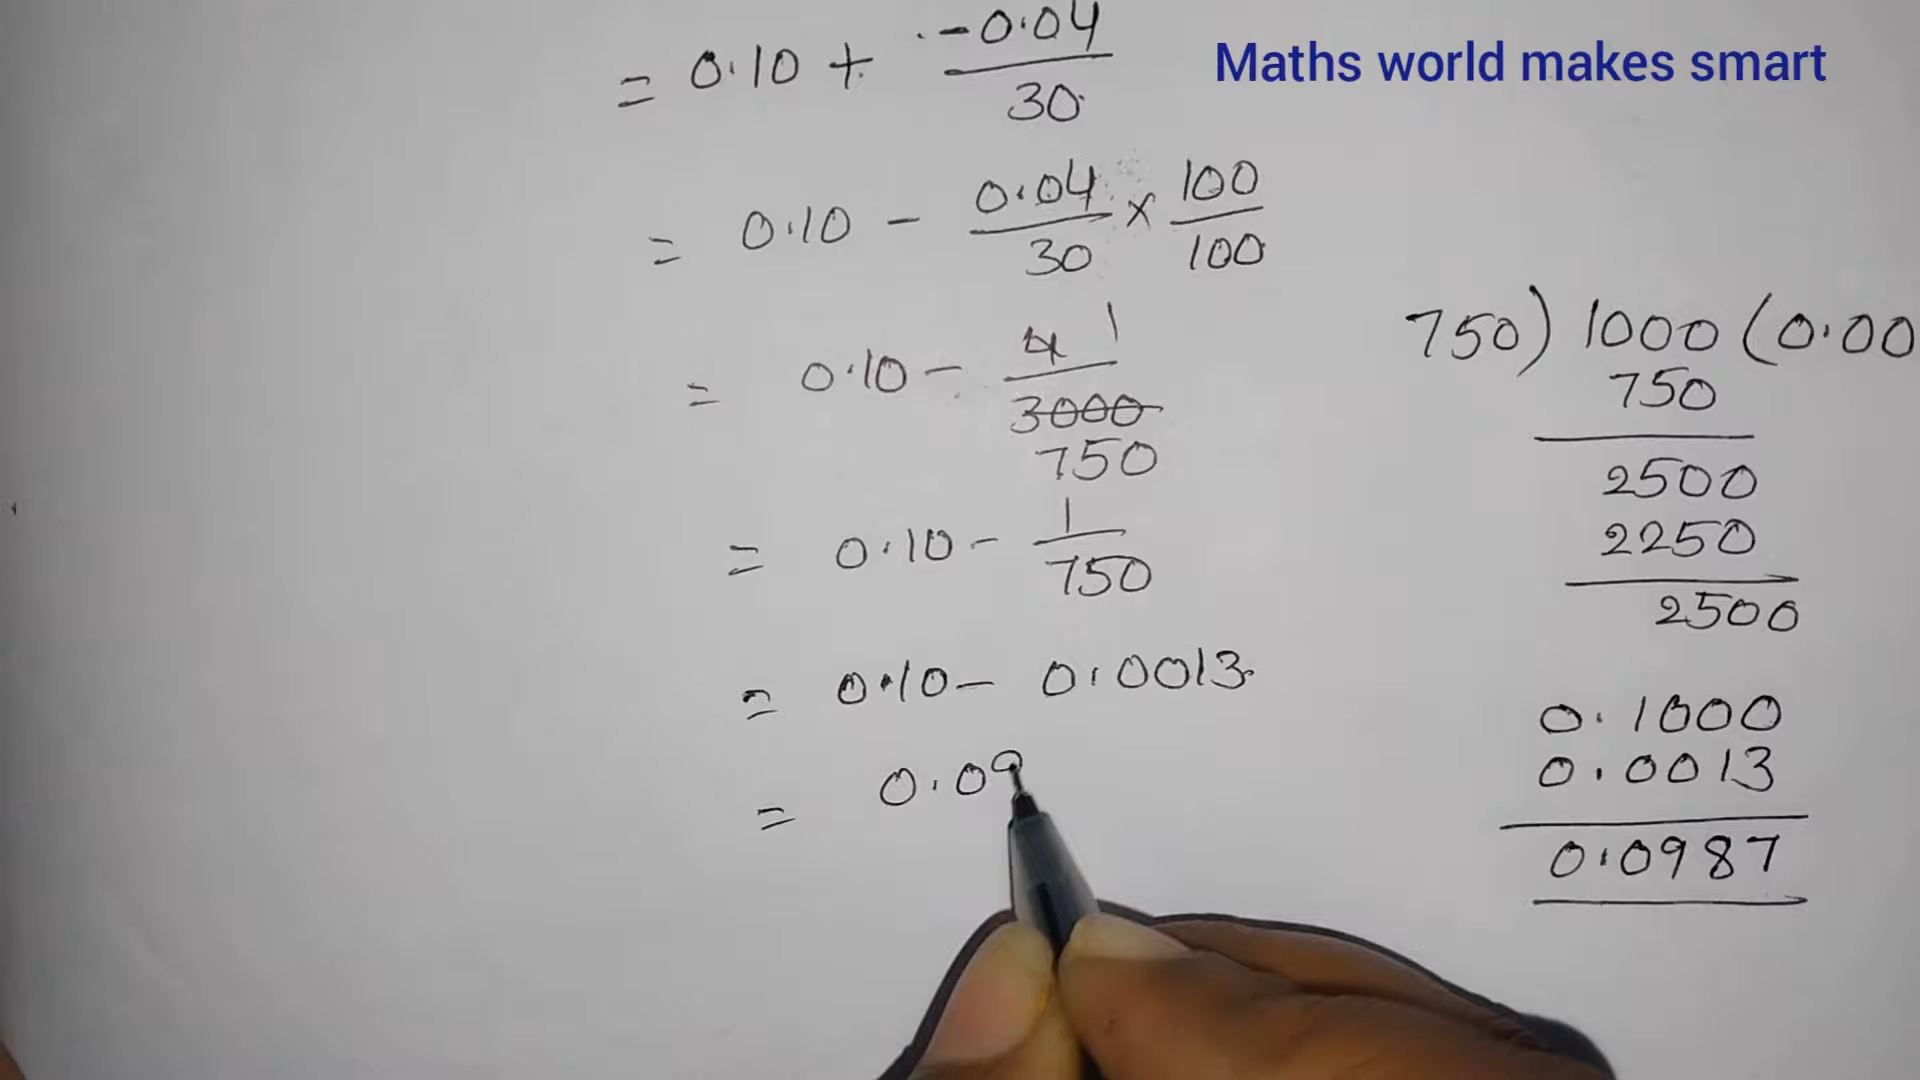 Maths world makes smart
= 0.10 + -0.04/30
= 0.10 - 0.04/30 × 100/100
= 0.10 - 4 1/3000 750
= 0.10 - 1/750
= 0.10 - 0.0013
= 0.09
750) 1000 (0.00
750
2500
2250
2500
0.1000
0.0013
0.0987